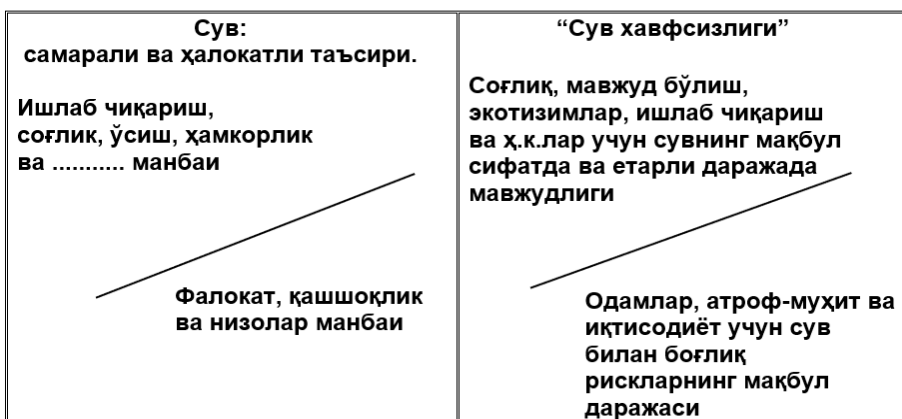 Сув:
самарали ва ҳалокатли таъсири.
Ишлаб чиқариш,
соғлик, ўсиш, ҳамкорлик
ва ........... манбаи
Фалокат, қашшоқлик
ва низолар манбаи
“Сув хавфсизлиги”
Соғлиқ, мавжуд бўлиш,
экотизимлар, ишлаб чиқариш
ва ҳ.к.лар учун сувнинг мақбул
сифатда ва етарли даражада
мавжудлиги
Одамлар, атроф-муҳит ва
иқтисодиёт учун сув
билан боғлиқ
рискларнинг мақбул
даражаси